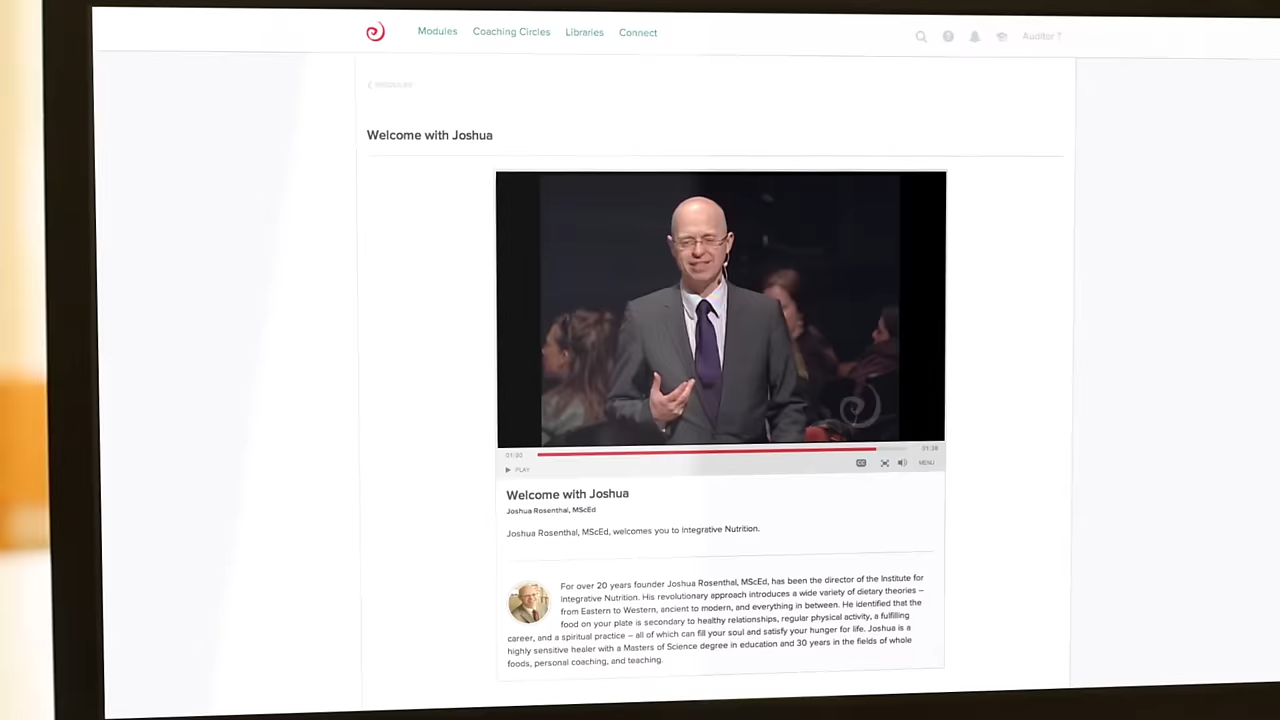 Modules Coaching Circles Libraries Connect
MODULES
Welcome with Joshua
PLAY
CC
MENU
Welcome with Joshua
Joshua Rosenthal, MScEd
Joshua Rosenthal, MScEd, welcomes you to Integrative Nutrition.
For over 20 years founder Joshua Rosenthal, MScEd, has been the director of the Institute for
Integrative Nutrition. His revolutionary approach introduces a wide variety of dietary theories –
from Eastern to Western, ancient to modern, and everything in between. He identified that the
food on your plate is secondary to healthy relationships, regular physical activity, a fulfilling
career, and a spiritual practice – all of which can fill your soul and satisfy your hunger for life. Joshua is a
highly sensitive healer with a Masters of Science degree in education and 30 years in the fields of whole
foods, personal coaching, and teaching.